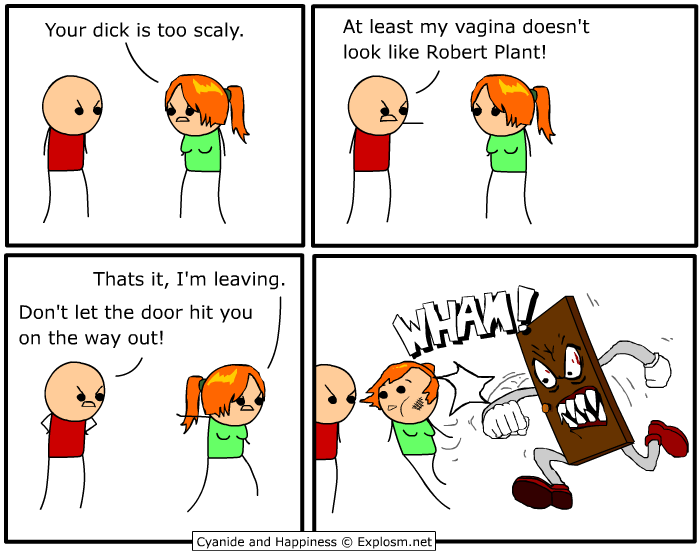 Your dick is too scaly.
At least my vagina doesn't
look like Robert Plant!
Thats it, I'm leaving.
Don't let the door hit you
on the way out!
WHAM!
Cyanide and Happiness © Explosm.net